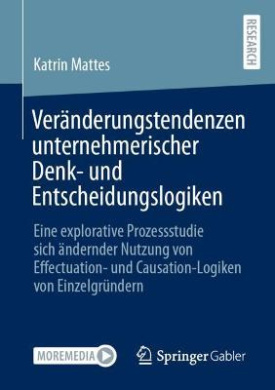 RESEARCH
Katrin Mattes
Veränderungstendenzen
unternehmerischer
Denk- und
Entscheidungslogiken
Eine explorative Prozessstudie
sich ändernder Nutzung von
Effectuation- und Causation-Logiken
von Einzelgründern
MOREMEDIA
Springer Gabler